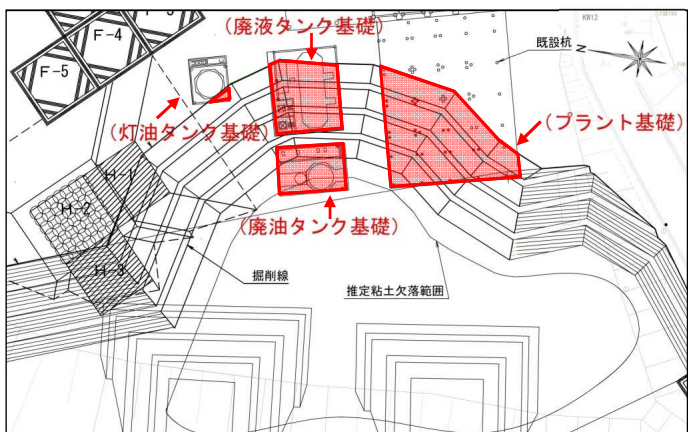 F-4
F-5
(廃液タンク基礎)
K012
既設杭
N
(灯油タンク基礎)
(プラント基礎)
H-1
H-2
H-3
(廃油タンク基礎)
掘削線
推定粘土欠落範囲